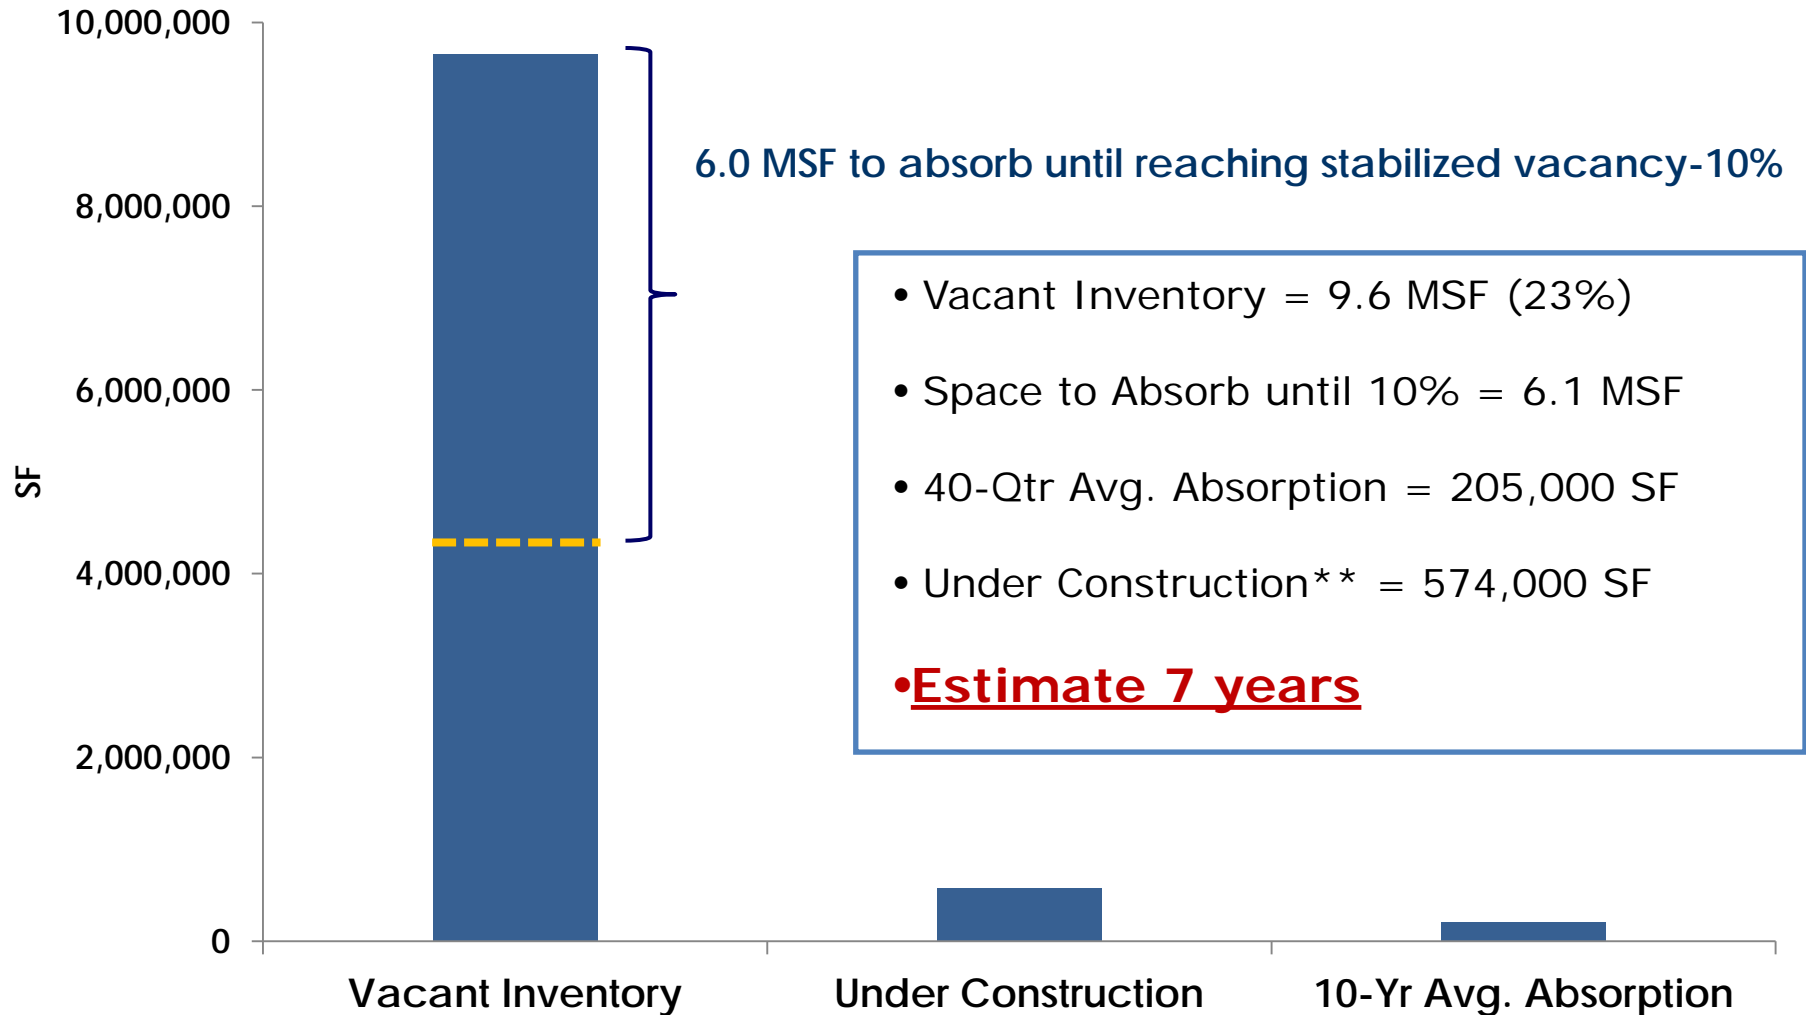 10,000,000
8,000,000
6,000,000
4,000,000
2,000,000
0
SF
6.0 MSF to absorb until reaching stabilized vacancy-10%
• Vacant Inventory = 9.6 MSF (23%)
• Space to Absorb until 10% = 6.1 MSF
• 40-Qtr Avg. Absorption = 205,000 SF
• Under Construction** = 574,000 SF
•Estimate 7 years
Vacant Inventory
Under Construction
10-Yr Avg. Absorption